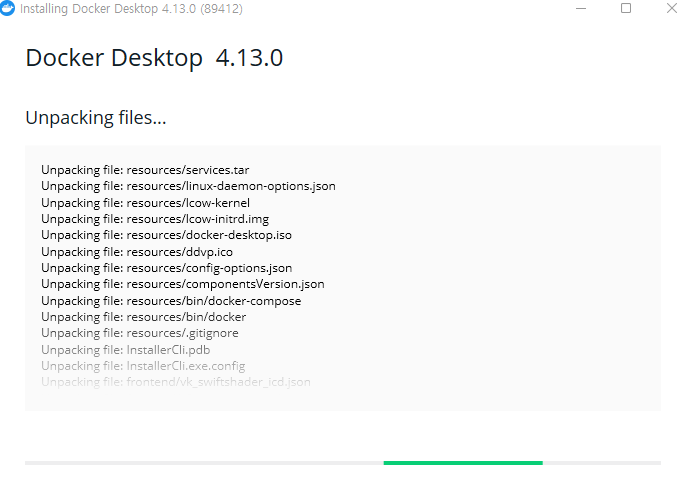 Installing Docker Desktop 4.13.0 (89412)
Docker Desktop 4.13.0
Unpacking files...
Unpacking file: resources/services.tar
Unpacking file: resources/linux-daemon-options.json
Unpacking file: resources/lcow-kernel
Unpacking file: resources/lcow-initrd.img
Unpacking file: resources/docker-desktop.iso
Unpacking file: resources/ddvp.ico
Unpacking file: resources/config-options.json
Unpacking file: resources/componentsVersion.json
Unpacking file: resources/bin/docker-compose
Unpacking file: resources/bin/docker
Unpacking file: resources/.gitignore
Unpacking file: InstallerCli.pdb
Unpacking file: InstallerCli.exe.config
Unpacking file: frontend/vk_swiftshader_icd.json